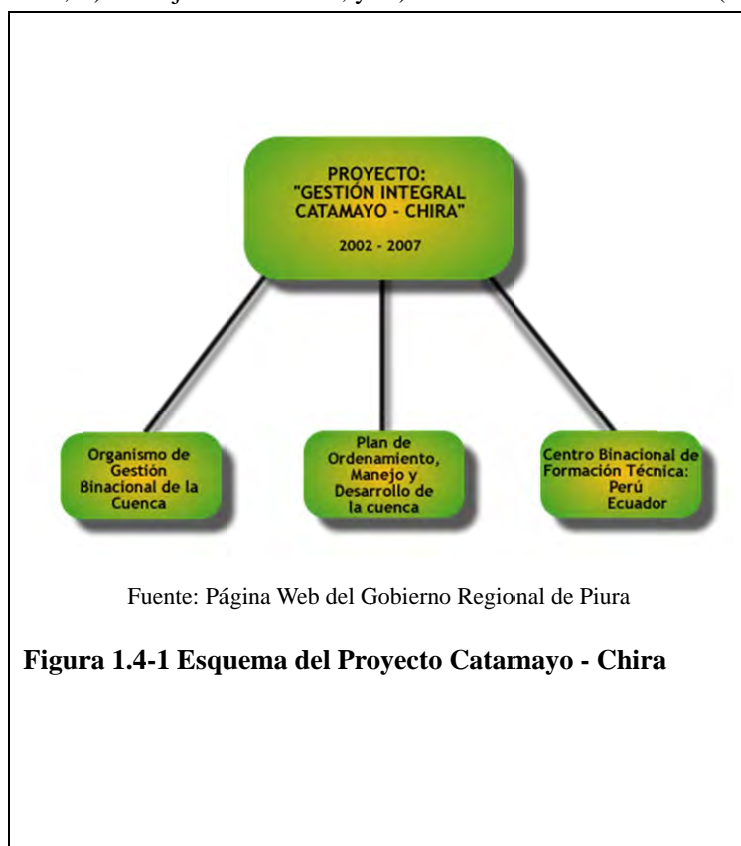 PROYECTO:
"GESTIÓN INTEGRAL
CATAMAYO - CHIRA"
2002 - 2007
Organismo de
Gestión
Binacional de la
Cuenca
Plan de
Ordenamiento,
Manejo y
Desarrollo de
la cuenca
Centro Binacional de
Formación Técnica:
Perú
Ecuador
Fuente: Página Web del Gobierno Regional de Piura
Figura 1.4-1 Esquema del Proyecto Catamayo - Chira